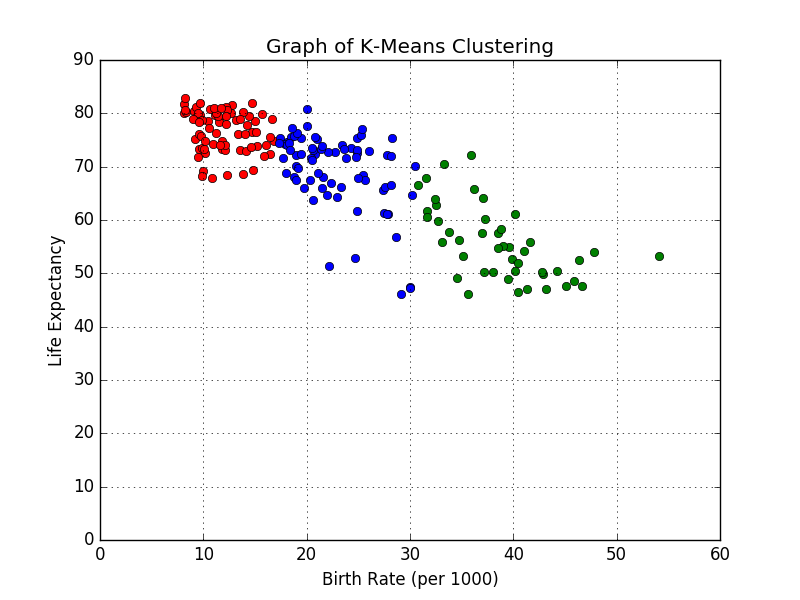 Graph of K-Means Clustering
90
80
70
60
50
40
30
20
10
0
Life Expectancy
0 10 20 30 40 50 60
Birth Rate (per 1000)